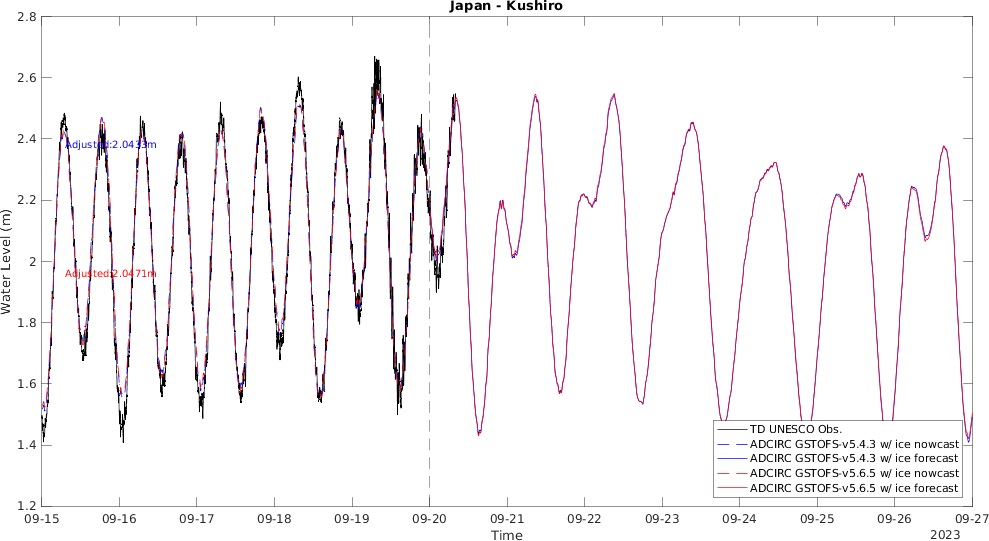 Japan - Kushiro
2.8
2.6
2.4
2.2
2
1.8
1.6
1.4
1.2
Water Level (m)
Adjusted:2.0433m
Adjusted:2.0471m
TD UNESCO Obs.
ADCIRC GSTOFS-v5.4.3 w/ ice nowcast
ADCIRC GSTOFS-v5.4.3 w/ ice forecast
ADCIRC GSTOFS-v5.6.5 w/ ice nowcast
ADCIRC GSTOFS-v5.6.5 w/ ice forecast
09-15 09-16 09-17 09-18 09-19 09-20 09-21 09-22 09-23 09-24 09-25 09-26 09-27
Time
2023